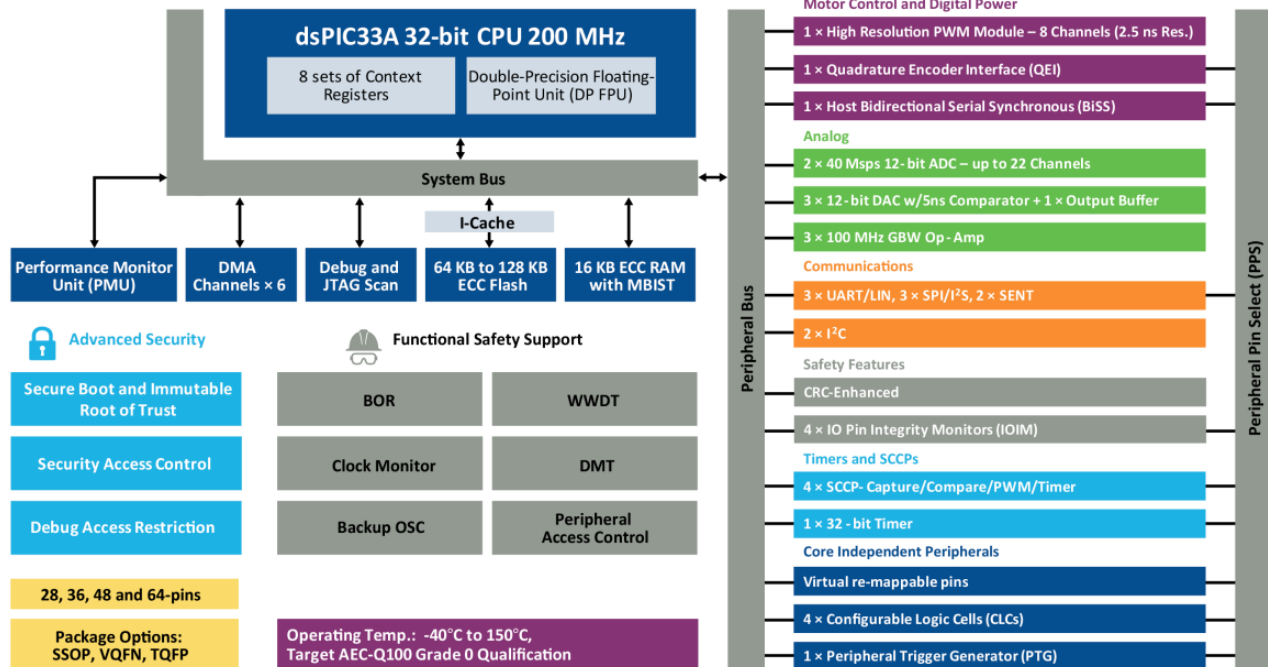 dsPIC33A 32-bit CPU 200 MHz
8 sets of Context
Registers
Double-Precision Floating-
Point Unit (DP FPU)
System Bus
I-Cache
Performance Monitor
Unit (PMU)
DMA
Channels × 6
Debug and
JTAG Scan
64 KB to 128 KB
ECC Flash
16 KB ECC RAM
with MBIST
Advanced Security
Secure Boot and Immutable
Root of Trust
Security Access Control
Debug Access Restriction
Functional Safety Support
BOR
WWDT
Clock Monitor
DMT
Backup OSC
Peripheral
Access Control
28, 36, 48 and 64-pins
Package Options:
SSOP, VQFN, TQFP
Operating Temp.: -40°C to 150°C,
Target AEC-Q100 Grade 0 Qualification
Peripheral Bus
Motor Control and Digital Power
1 × High Resolution PWM Module – 8 Channels (2.5 ns Res.)
1 × Quadrature Encoder Interface (QEI)
1 × Host Bidirectional Serial Synchronous (BiSS)
Analog
2 × 40 Msps 12-bit ADC – up to 22 Channels
3 × 12-bit DAC w/5ns Comparator + 1 × Output Buffer
3 × 100 MHz GBW Op-Amp
Communications
3 × UART/LIN, 3 × SPI/I²S, 2 × SENT
2 × I²C
Safety Features
CRC-Enhanced
4 × IO Pin Integrity Monitors (IOIM)
Timers and SCCPs
4 × SCCP- Capture/Compare/PWM/Timer
1 × 32-bit Timer
Core Independent Peripherals
Virtual re-mappable pins
4 × Configurable Logic Cells (CLCs)
1 × Peripheral Trigger Generator (PTG)
Peripheral Pin Select (PPS)